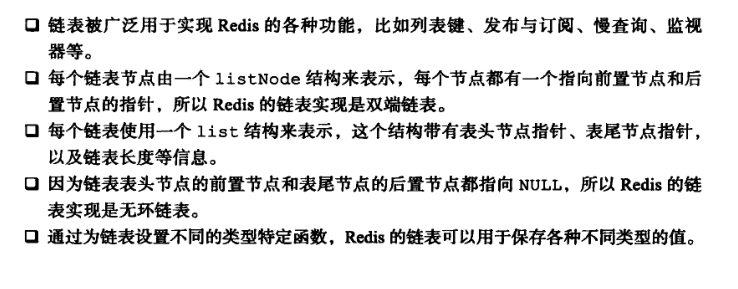 ❏ 链表被广泛用于实现 Redis 的各种功能，比如列表键、发布与订阅、慢查询、监视
器等。
❏ 每个链表节点由一个 listNode 结构来表示，每个节点都有一个指向前置节点和后
置节点的指针，所以 Redis 的链表实现是双端链表。
❏ 每个链表使用一个 list 结构来表示，这个结构带有表头节点指针、表尾节点指针，
以及链表长度等信息。
❏ 因为链表表头节点的前置节点和表尾节点的后置节点都指向 NULL，所以 Redis 的链
表实现是无环链表。
❏ 通过为链表设置不同的类型特定函数，Redis 的链表可以用于保存各种不同类型的值。